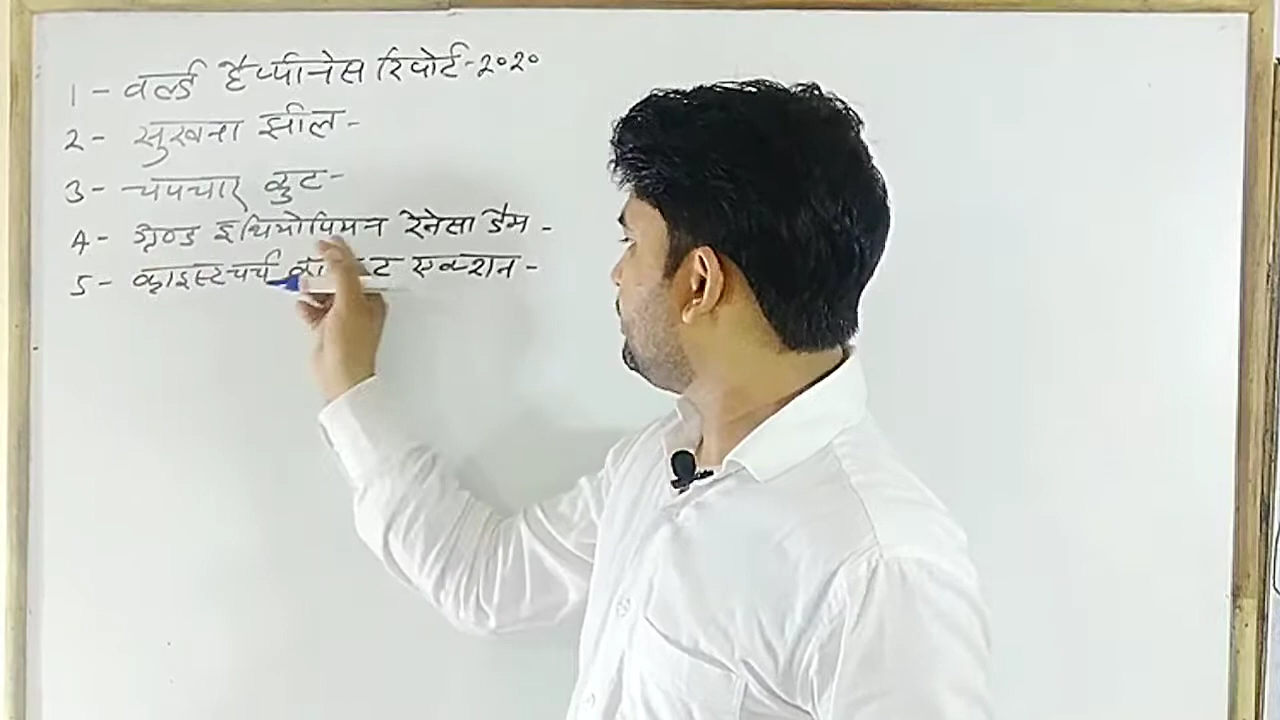 1 - वर्ल्ड हैप्पीनेस रिपोर्ट-२०२०
2 - सुखना झील-
3 - चपचार कुट-
4 - ग्रैण्ड इथियोपियन रेनेसा डैम -
5 - क्राइस्टचर्च एक्शन -